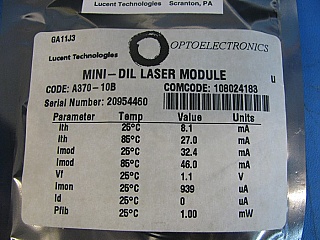 Lucent Technologies Scranton, PA
GA11J3
Lucent Technologies
OPTOELECTRONICS
MINI-DIL LASER MODULE U
CODE: A370-10B COMCODE: 108024183
Serial Number: 20954460
Parameter Temp Value Units
Ith 25°C 8.1 mA
Ith 85°C 27.0 mA
Imod 25°C 32.4 mA
Imod 85°C 46.0 mA
Vf 25°C 1.1 V
Imon 25°C 939 uA
Id 25°C 0 uA
Pfib 25°C 1.00 mW